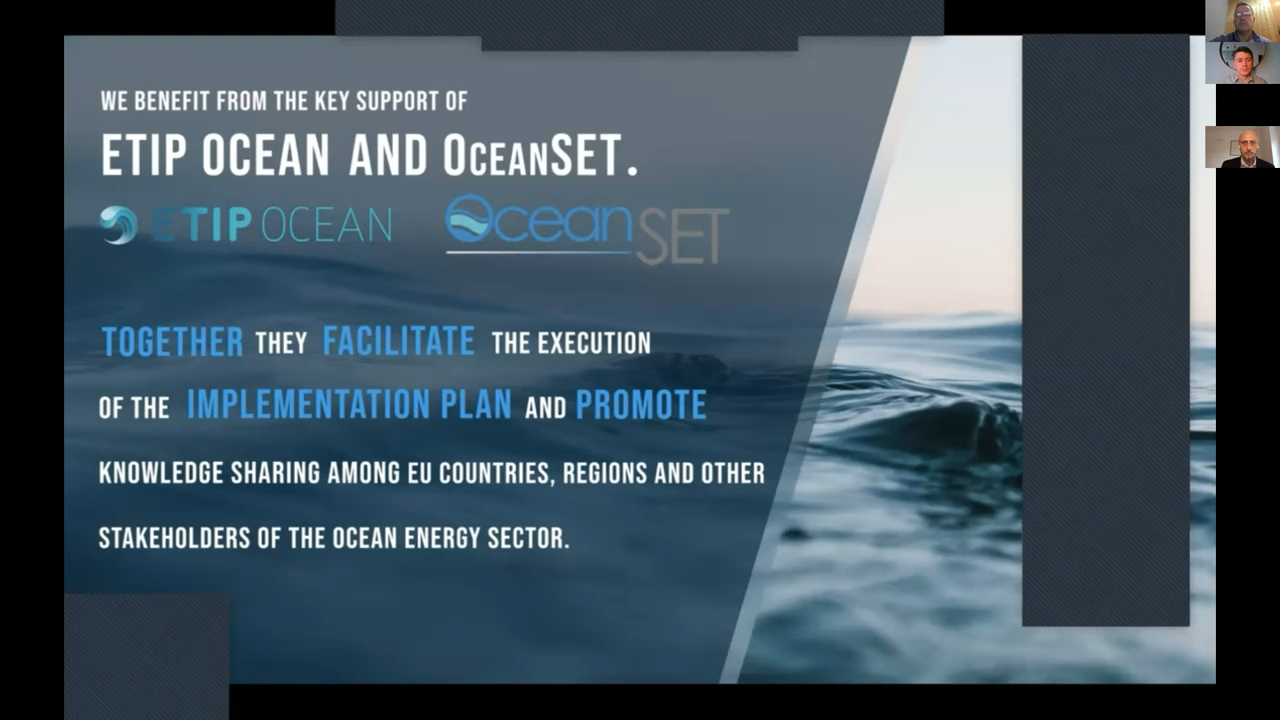 WE BENEFIT FROM THE KEY SUPPORT OF
ETIP OCEAN AND OCEANSET.
ETIP OCEAN
OceanSET
TOGETHER THEY FACILITATE THE EXECUTION
OF THE IMPLEMENTATION PLAN AND PROMOTE
KNOWLEDGE SHARING AMONG EU COUNTRIES, REGIONS AND OTHER
STAKEHOLDERS OF THE OCEAN ENERGY SECTOR.